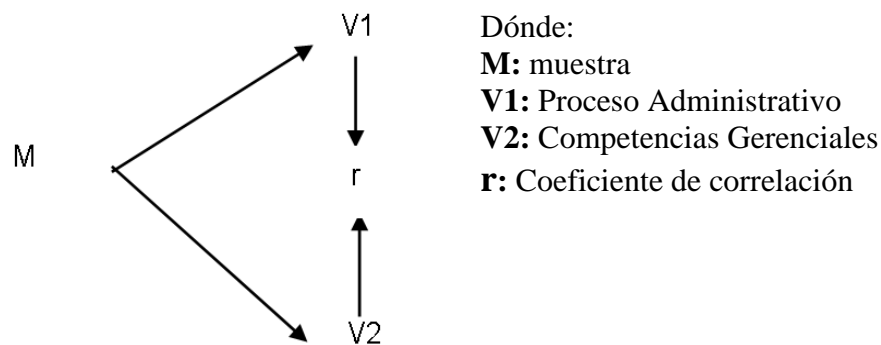 V1
M
r
V2
Dónde:
M: muestra
V1: Proceso Administrativo
V2: Competencias Gerenciales
r: Coeficiente de correlación